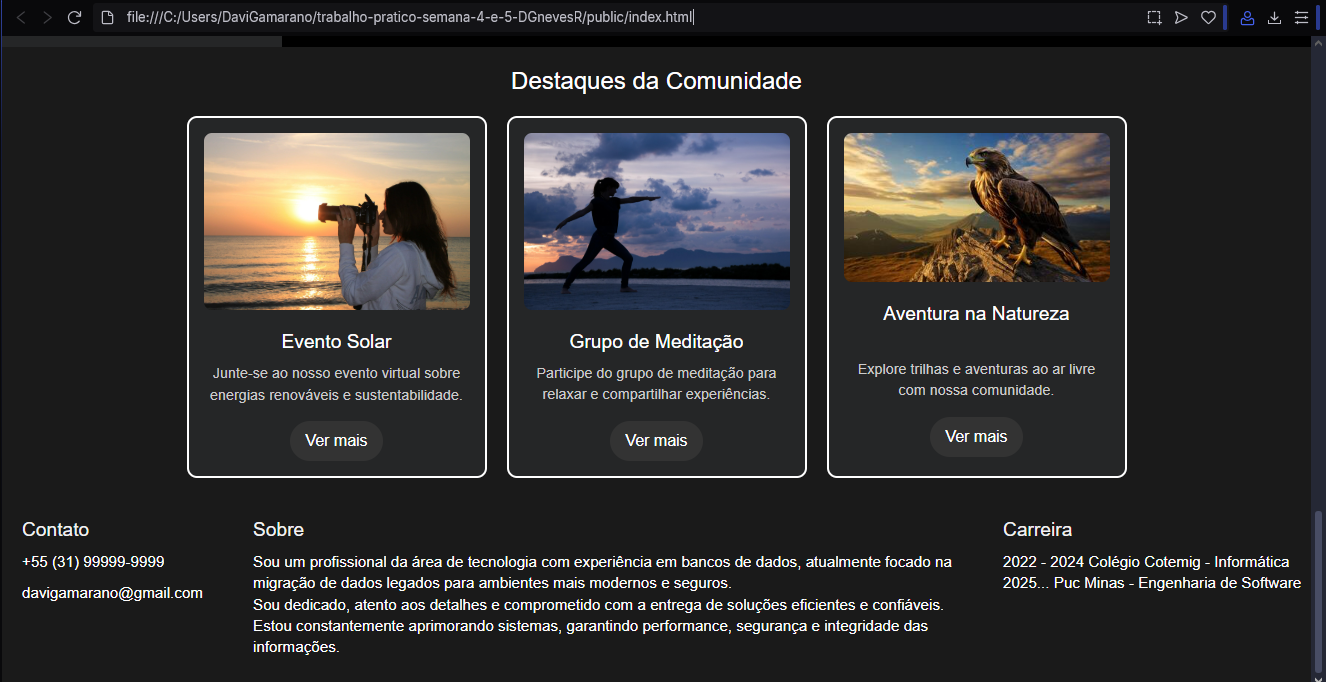 file:///C:/Users/DaviGamarano/trabalho-pratico-semana-4-e-5-DGnevesR/public/index.html
Destaques da Comunidade
Evento Solar
Junte-se ao nosso evento virtual sobre
energias renováveis e sustentabilidade.
Ver mais
Grupo de Meditação
Participe do grupo de meditação para
relaxar e compartilhar experiências.
Ver mais
Aventura na Natureza
Explore trilhas e aventuras ao ar livre
com nossa comunidade.
Ver mais
Contato
+55 (31) 99999-9999
davigamarano@gmail.com
Sobre
Sou um profissional da área de tecnologia com experiência em bancos de dados, atualmente focado na
migração de dados legados para ambientes mais modernos e seguros.
Sou dedicado, atento aos detalhes e comprometido com a entrega de soluções eficientes e confiáveis.
Estou constantemente aprimorando sistemas, garantindo performance, segurança e integridade das
informações.
Carreira
2022 - 2024 Colégio Cotemig - Informática
2025... Puc Minas - Engenharia de Software